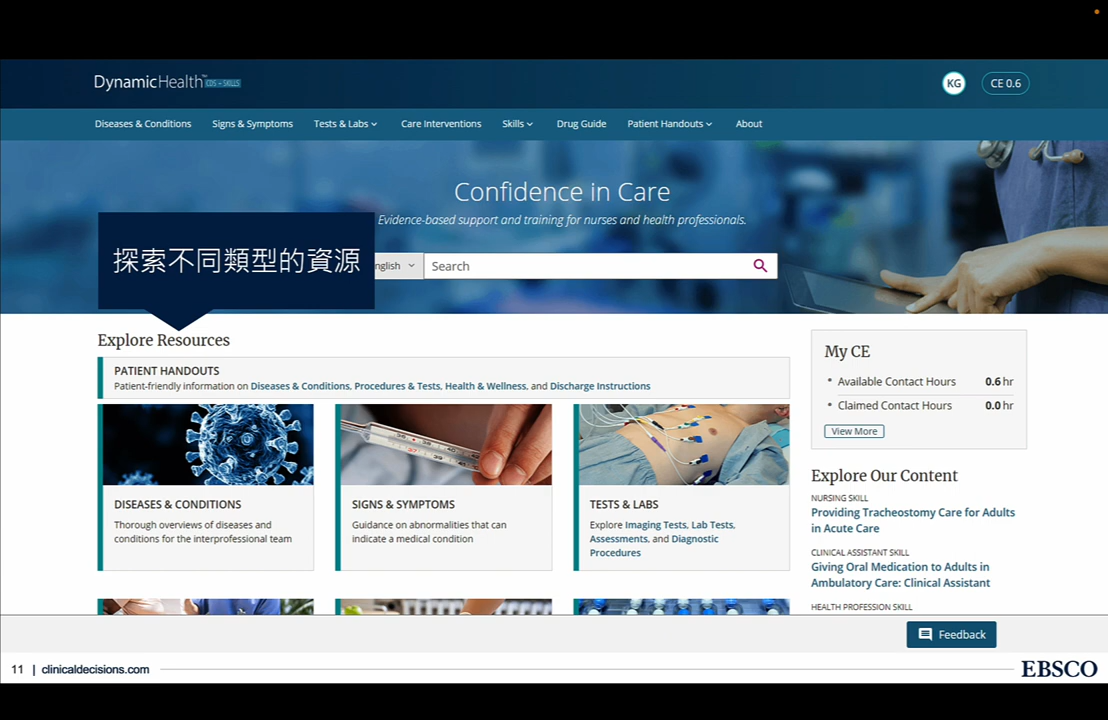 DynamicHealth™ CDS + SKILLS
KG
CE 0.6
Diseases & Conditions Signs & Symptoms Tests & Labs Care Interventions Skills Drug Guide Patient Handouts About
Confidence in Care
Evidence-based support and training for nurses and health professionals.
探索不同類型的資源
nglish
Search
Explore Resources
PATIENT HANDOUTS
Patient-friendly information on Diseases & Conditions, Procedures & Tests, Health & Wellness, and Discharge Instructions
DISEASES & CONDITIONS
Thorough overviews of diseases and
conditions for the interprofessional team
SIGNS & SYMPTOMS
Guidance on abnormalities that can
indicate a medical condition
TESTS & LABS
Explore Imaging Tests, Lab Tests,
Assessments, and Diagnostic
Procedures
My CE
• Available Contact Hours 0.6 hr
• Claimed Contact Hours 0.0 hr
View More
Explore Our Content
NURSING SKILL
Providing Tracheostomy Care for Adults
in Acute Care
CLINICAL ASSISTANT SKILL
Giving Oral Medication to Adults in
Ambulatory Care: Clinical Assistant
HEALTH PROFESSION SKILL
Feedback
11 | clinicaldecisions.com
EBSCO